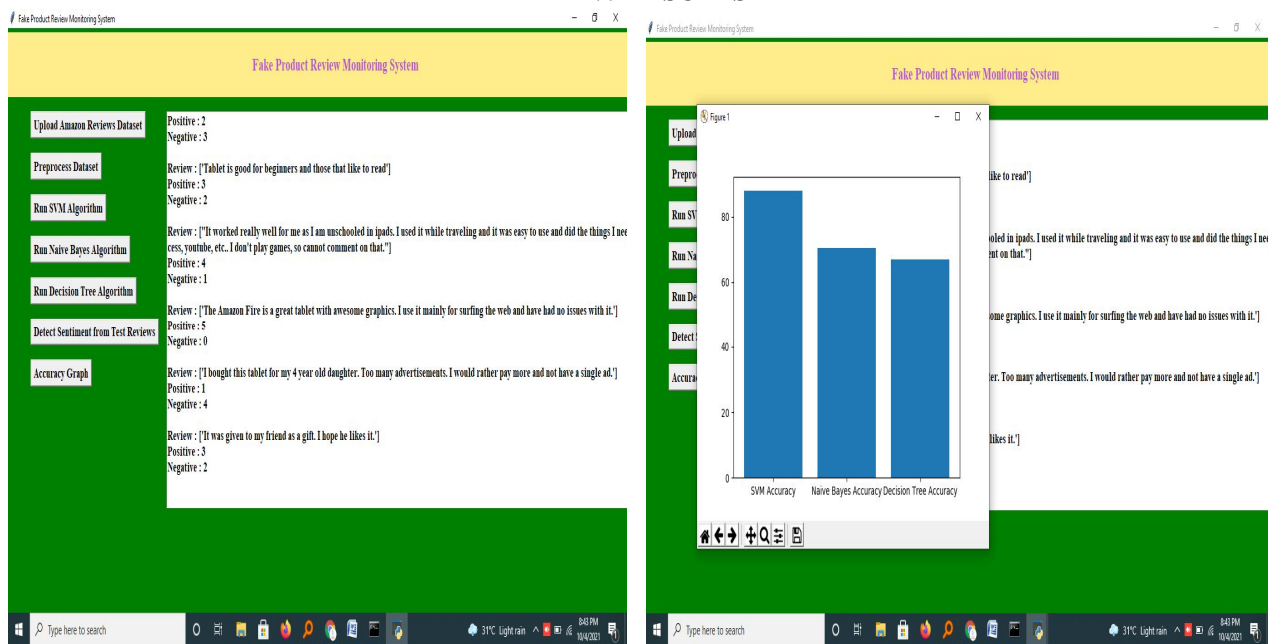 Fake Product Review Monitoring System
Fake Product Review Monitoring System
Upload Amazon Reviews Dataset
Preprocess Dataset
Run SVM Algorithm
Run Naive Bayes Algorithm
Run Decision Tree Algorithm
Detect Sentiment from Test Reviews
Accuracy Graph
Positive : 2
Negative : 3
Review : ['Tablet is good for beginners and those that like to read']
Positive : 3
Negative : 2
Review : ["It worked really well for me as I am unschooled in ipads. I used it while traveling and it was easy to use and did the things I nee
cess, youtube, etc.. I don't play games, so cannot comment on that."]
Positive : 4
Negative : 1
Review : ['The Amazon Fire is a great tablet with awesome graphics. I use it mainly for surfing the web and have had no issues with it.']
Positive : 5
Negative : 0
Review : ['I bought this tablet for my 4 year old daughter. Too many advertisements. I would rather pay more and not have a single ad.']
Positive : 1
Negative : 4
Review : ['It was given to my friend as a gift. I hope he likes it.']
Positive : 3
Negative : 2
Type here to search
31°C Light rain
8:43 PM
10/4/2021
Fake Product Review Monitoring System
Fake Product Review Monitoring System
Upload
Prepro
Run SV
Run Na
Run De
Detect
Accura
Figure 1
80
60
40
20
0
SVM Accuracy
Naive Bayes Accuracy
Decision Tree Accuracy
like to read']
ooled in ipads. I used it while traveling and it was easy to use and did the things I nee
ent on that."]
ome graphics. I use it mainly for surfing the web and have had no issues with it.']
er. Too many advertisements. I would rather pay more and not have a single ad.']
likes it.']
Type here to search
31°C Light rain
8:43 PM
10/4/2021